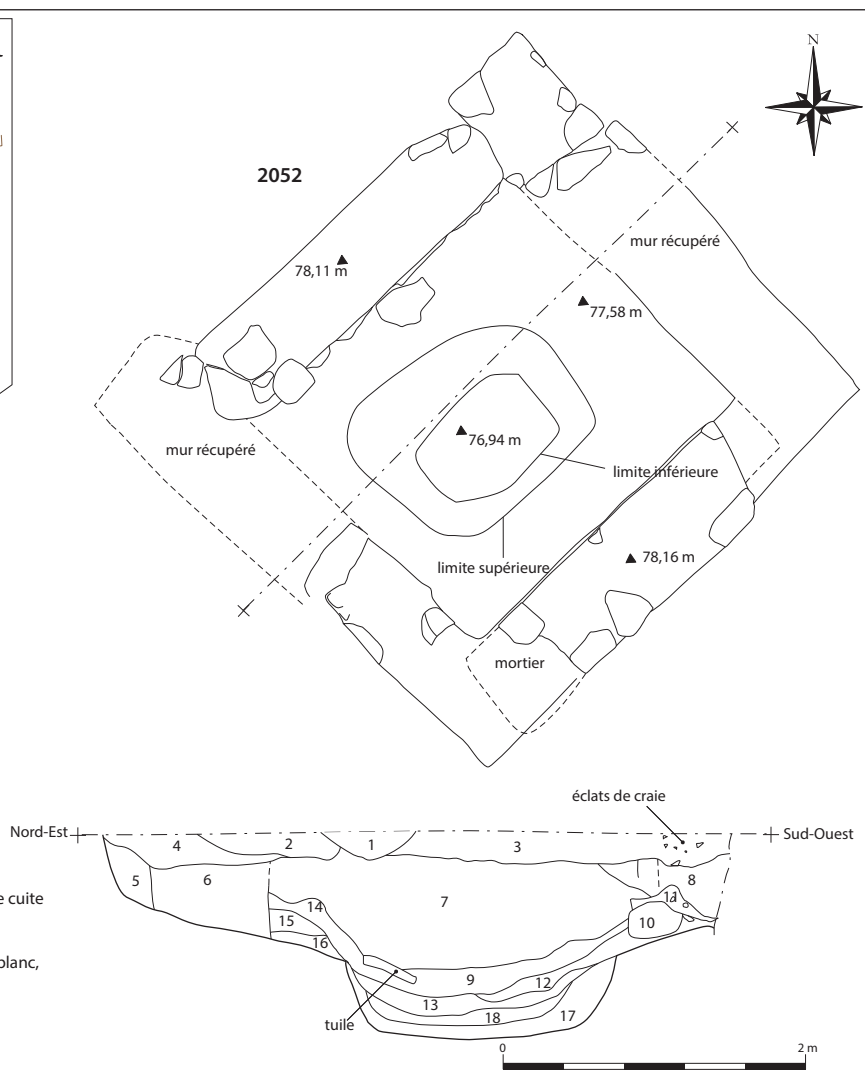 N
2052
mur récupéré
78,11 m
77,58 m
76,94 m
mur récupéré
limite inférieure
78,16 m
limite supérieure
mortier
éclats de craie
Nord-Est
Sud-Ouest
4
2
1
3
5
6
7
8
e cuite
14
11
15
10
16
blanc,
9
12
13
18
17
tuile
0
2 m